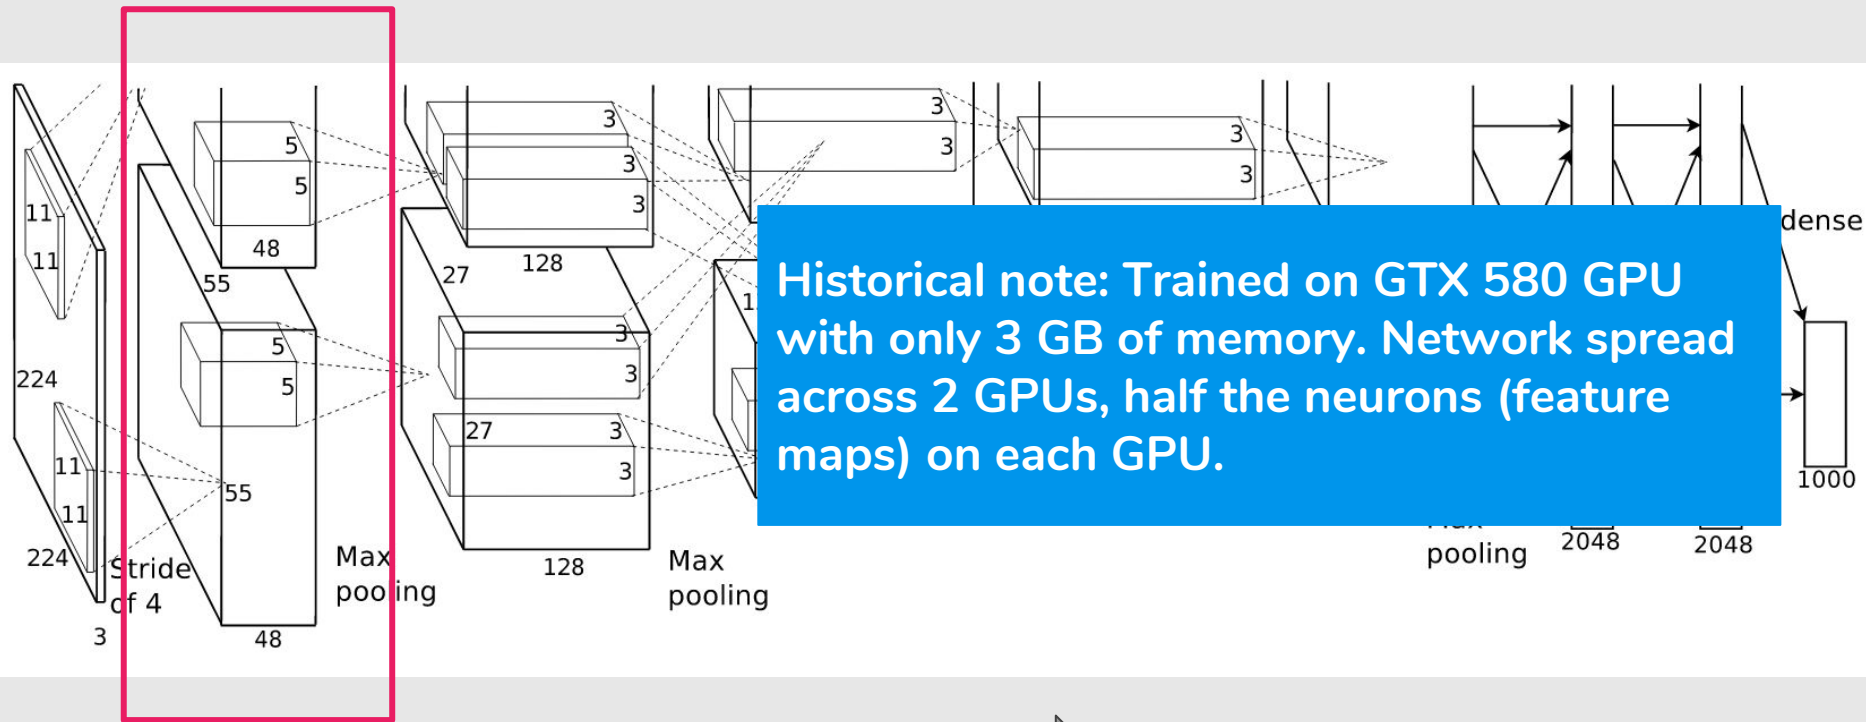 3
3
3
5
3
3
5
3
3
11
48
dense
11
55
27
128
Historical note: Trained on GTX 580 GPU
with only 3 GB of memory. Network spread
across 2 GPUs, half the neurons (feature
maps) on each GPU.
5
3
224
5
3
27
3
11
3
55
11
1000
224
Stride
of 4
Max
pooling
128
Max
pooling
pooling
2048
2048
3
48